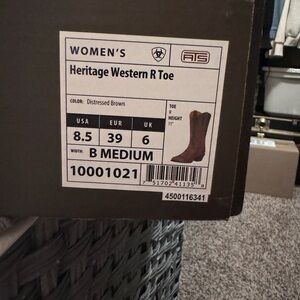 WOMEN'S
ATS
Heritage Western R Toe
COLOR: Distressed Brown
USA EUR UK
8.5 39 6
WIDTH: B MEDIUM
TOE
R
HEIGHT
11"
10001021
4500116341